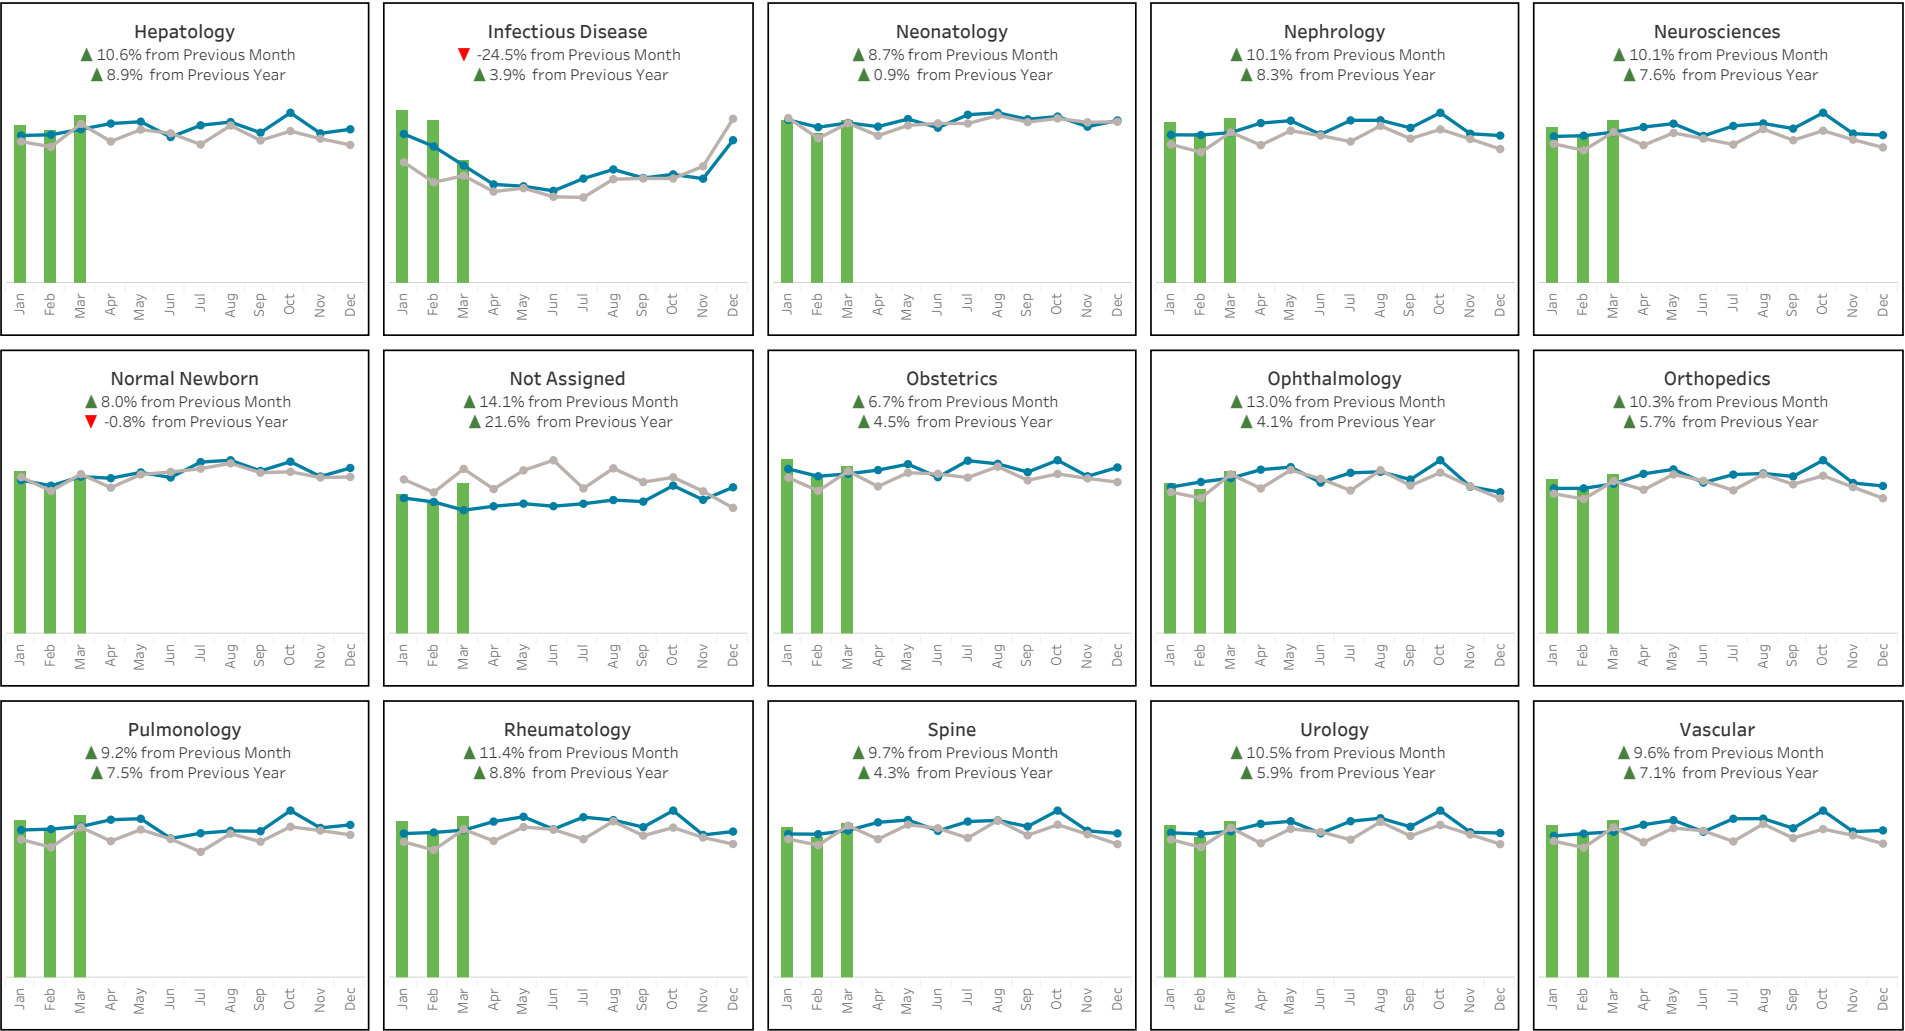 Hepatology
▲ 10.6% from Previous Month
▲ 8.9% from Previous Year
Jan Feb Mar Apr May Jun Jul Aug Sep Oct Nov Dec
Infectious Disease
▼ -24.5% from Previous Month
▲ 3.9% from Previous Year
Jan Feb Mar Apr May Jun Jul Aug Sep Oct Nov Dec
Neonatology
▲ 8.7% from Previous Month
▲ 0.9% from Previous Year
Jan Feb Mar Apr May Jun Jul Aug Sep Oct Nov Dec
Nephrology
▲ 10.1% from Previous Month
▲ 8.3% from Previous Year
Jan Feb Mar Apr May Jun Jul Aug Sep Oct Nov Dec
Neurosciences
▲ 10.1% from Previous Month
▲ 7.6% from Previous Year
Jan Feb Mar Apr May Jun Jul Aug Sep Oct Nov Dec
Normal Newborn
▲ 8.0% from Previous Month
▼ -0.8% from Previous Year
Jan Feb Mar Apr May Jun Jul Aug Sep Oct Nov Dec
Not Assigned
▲ 14.1% from Previous Month
▲ 21.6% from Previous Year
Jan Feb Mar Apr May Jun Jul Aug Sep Oct Nov Dec
Obstetrics
▲ 6.7% from Previous Month
▲ 4.5% from Previous Year
Jan Feb Mar Apr May Jun Jul Aug Sep Oct Nov Dec
Ophthalmology
▲ 13.0% from Previous Month
▲ 4.1% from Previous Year
Jan Feb Mar Apr May Jun Jul Aug Sep Oct Nov Dec
Orthopedics
▲ 10.3% from Previous Month
▲ 5.7% from Previous Year
Jan Feb Mar Apr May Jun Jul Aug Sep Oct Nov Dec
Pulmonology
▲ 9.2% from Previous Month
▲ 7.5% from Previous Year
Jan Feb Mar Apr May Jun Jul Aug Sep Oct Nov Dec
Rheumatology
▲ 11.4% from Previous Month
▲ 8.8% from Previous Year
Jan Feb Mar Apr May Jun Jul Aug Sep Oct Nov Dec
Spine
▲ 9.7% from Previous Month
▲ 4.3% from Previous Year
Jan Feb Mar Apr May Jun Jul Aug Sep Oct Nov Dec
Urology
▲ 10.5% from Previous Month
▲ 5.9% from Previous Year
Jan Feb Mar Apr May Jun Jul Aug Sep Oct Nov Dec
Vascular
▲ 9.6% from Previous Month
▲ 7.1% from Previous Year
Jan Feb Mar Apr May Jun Jul Aug Sep Oct Nov Dec